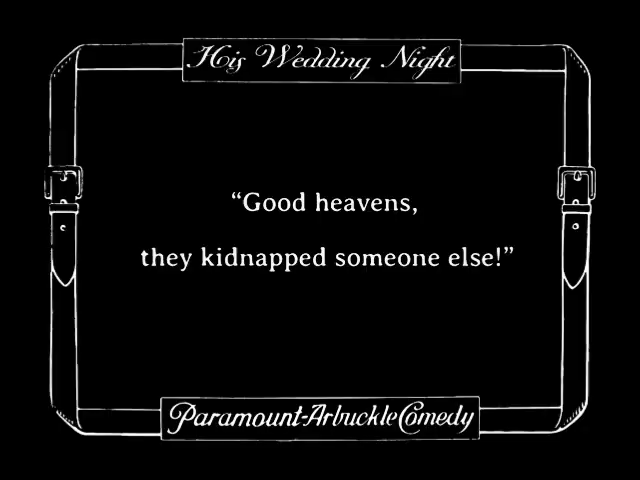 His Wedding Night
“Good heavens,
they kidnapped someone else!”
Paramount-Arbuckle Comedy